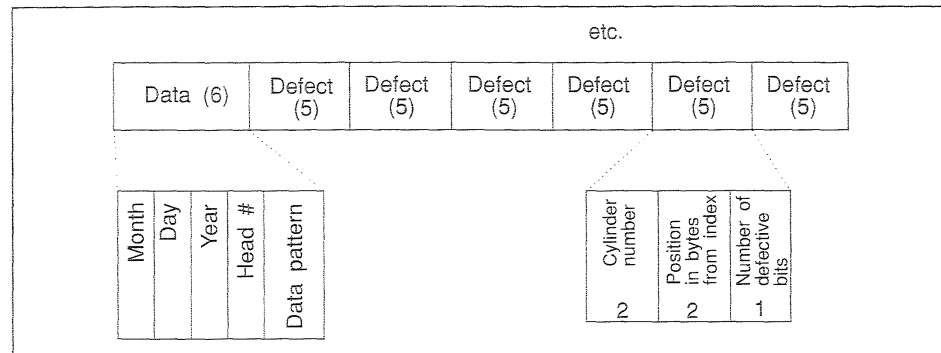 etc.
Data (6)
Defect
(5)
Defect
(5)
Defect
(5)
Defect
(5)
Defect
(5)
Defect
(5)
Month
Day
Year
Head #
Data pattern
Cylinder
number
2
Position
in bytes
from index
2
Number of
defective
bits
1